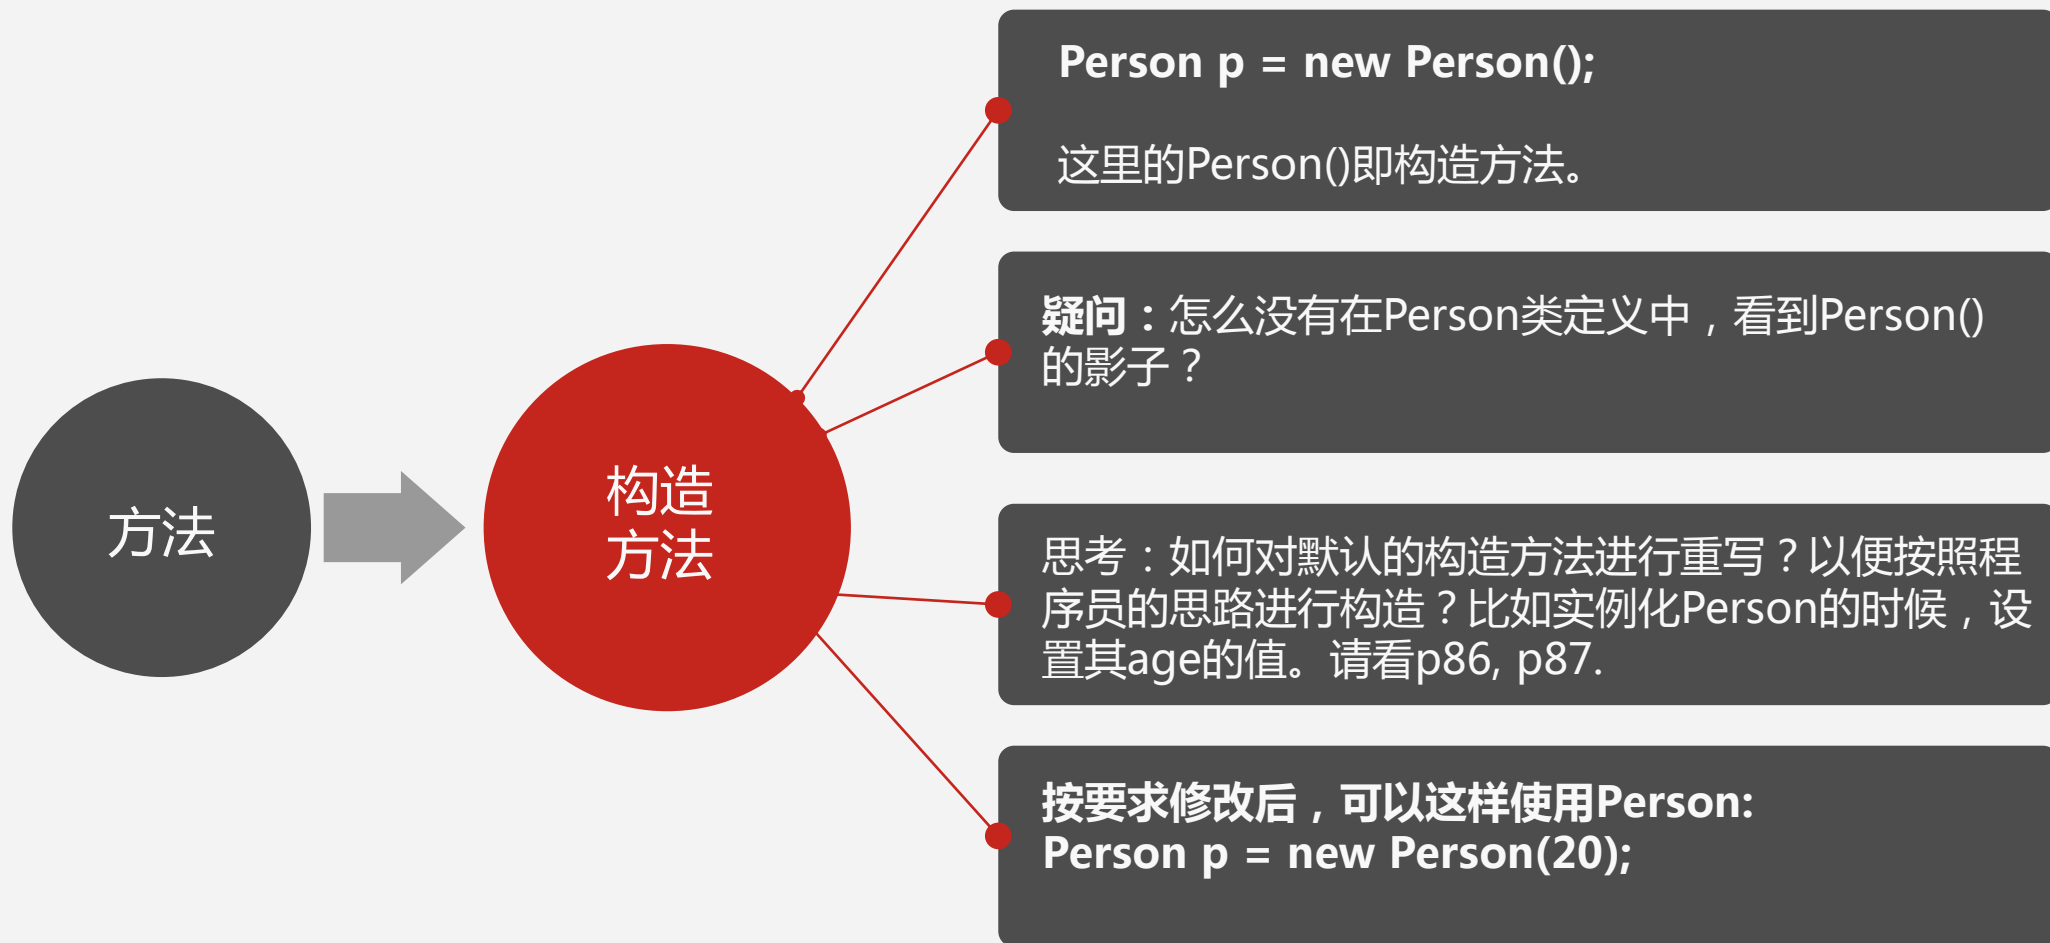 方法
构造
方法
Person p = new Person();
这里的Person()即构造方法。
疑问：怎么没有在Person类定义中，看到Person()
的影子？
思考：如何对默认的构造方法进行重写？以便按照程
序员的思路进行构造？比如实例化Person的时候，设
置其age的值。请看p86, p87.
按要求修改后，可以这样使用Person:
Person p = new Person(20);